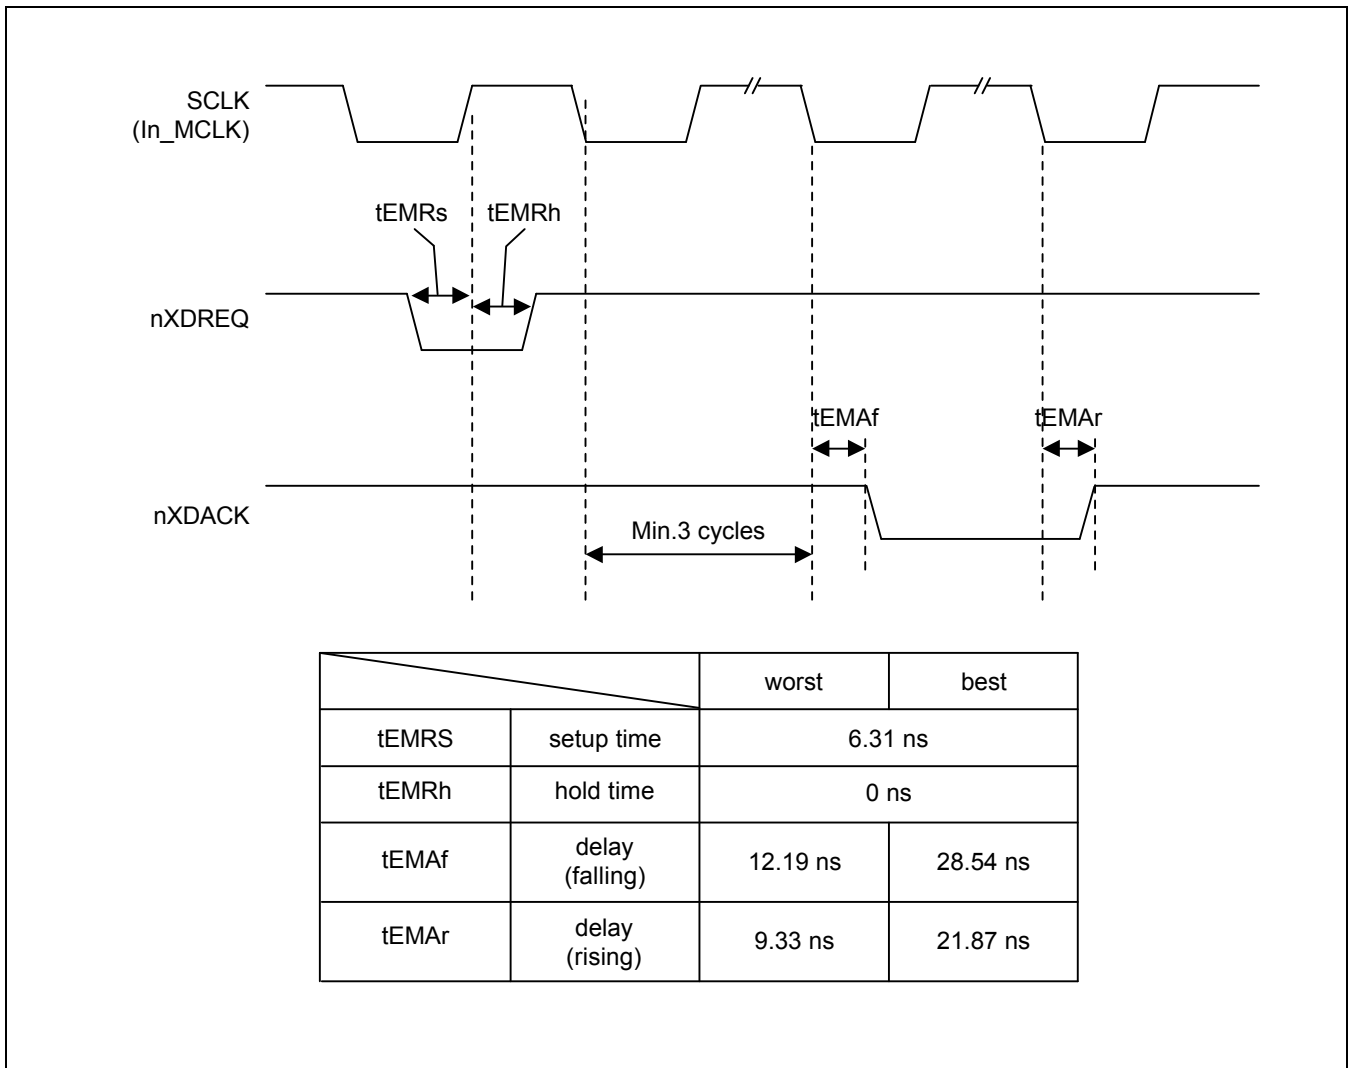 SCLK
(In_MCLK)
tEMRs tEMRh
nXDREQ
tEMAf tEMAr
nXDACK
Min.3 cycles
worst best
tEMRS setup time 6.31 ns
tEMRh hold time 0 ns
tEMAf delay (falling) 12.19 ns 28.54 ns
tEMAr delay (rising) 9.33 ns 21.87 ns